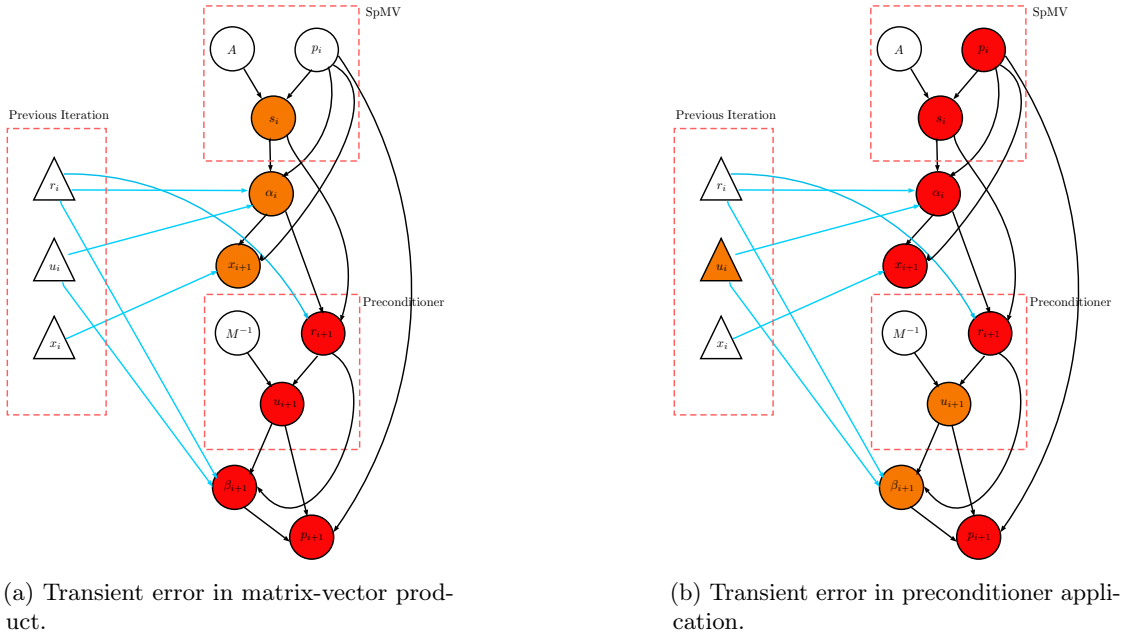 SpMV
A
p_i
s_i
Previous Iteration
r_i
α_i
u_i
x_{i+1}
x_i
Preconditioner
M^{-1}
r_{i+1}
u_{i+1}
β_{i+1}
p_{i+1}
(a) Transient error in matrix-vector prod-
uct.
SpMV
A
p_i
s_i
Previous Iteration
r_i
α_i
u_i
x_{i+1}
x_i
Preconditioner
M^{-1}
r_{i+1}
u_{i+1}
β_{i+1}
p_{i+1}
(b) Transient error in preconditioner appli-
cation.